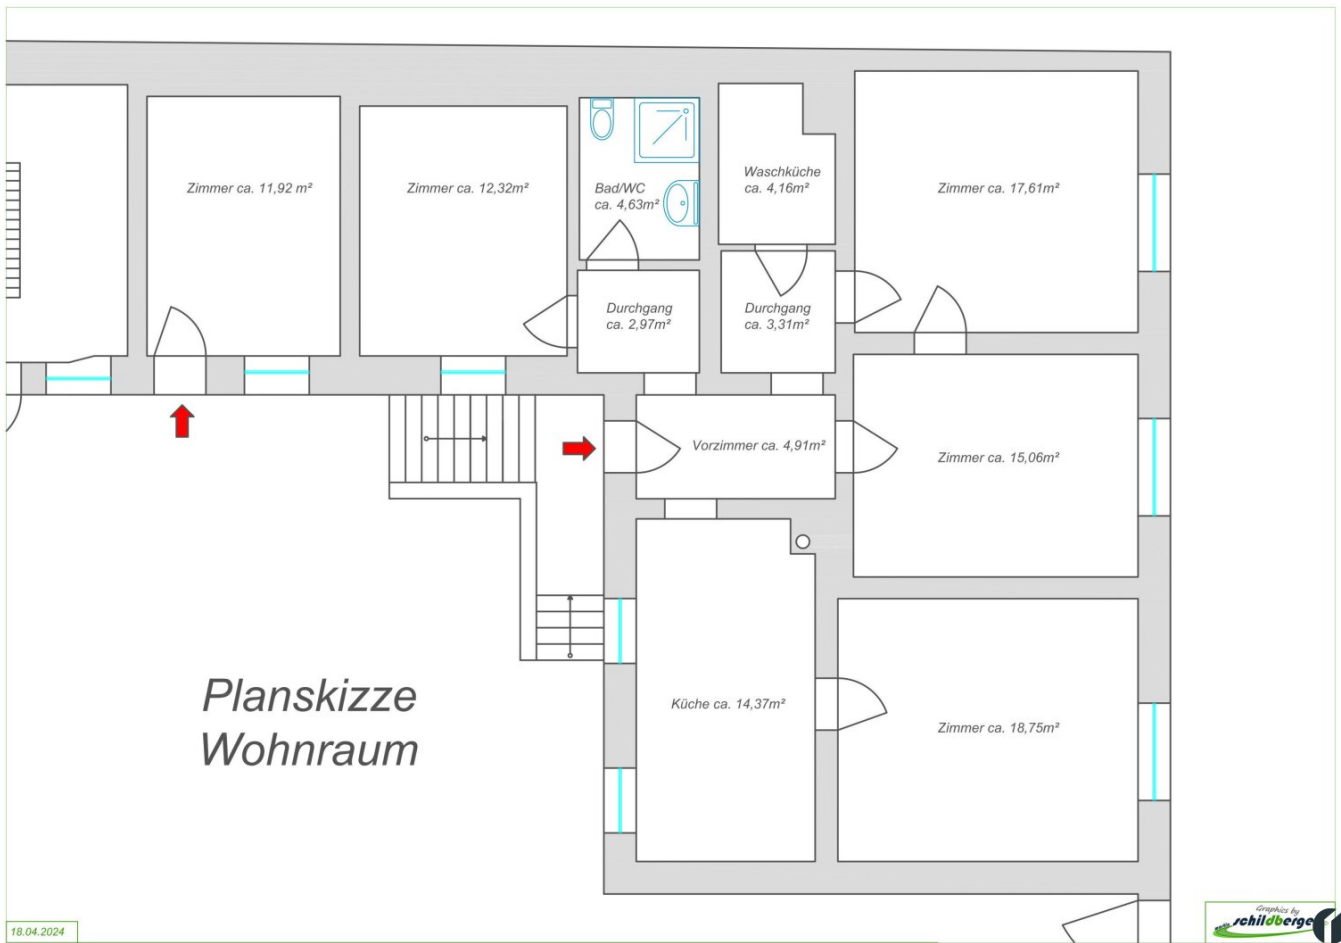 Zimmer ca. 11,92 m²
Zimmer ca. 12,32m²
Bad/WC
ca. 4,63m²
Waschküche
ca. 4,16m²
Zimmer ca. 17,61m²
Durchgang
ca. 2,97m²
Durchgang
ca. 3,31m²
Vorzimmer ca. 4,91m²
Zimmer ca. 15,06m²
Planskizze
Wohnraum
Küche ca. 14,37m²
Zimmer ca. 18,75m²
18.04.2024
Graphics by
media schildberge